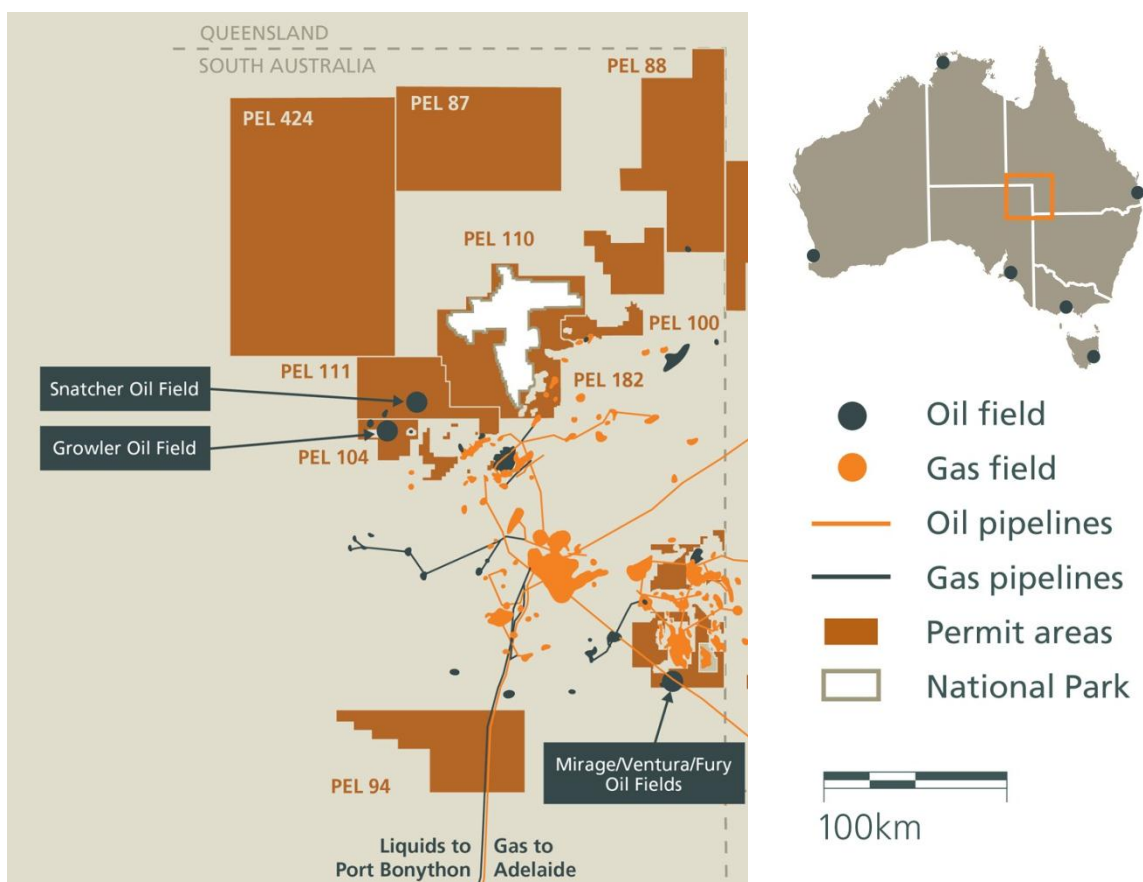 QUEENSLAND
SOUTH AUSTRALIA
PEL 88
PEL 87
PEL 424
PEL 110
PEL 100
PEL 111
PEL 182
Snatcher Oil Field
Growler Oil Field
PEL 104
Mirage/Ventura/Fury
Oil Fields
PEL 94
Liquids to
Port Bonython
Gas to
Adelaide
Oil field
Gas field
Oil pipelines
Gas pipelines
Permit areas
National Park
100km